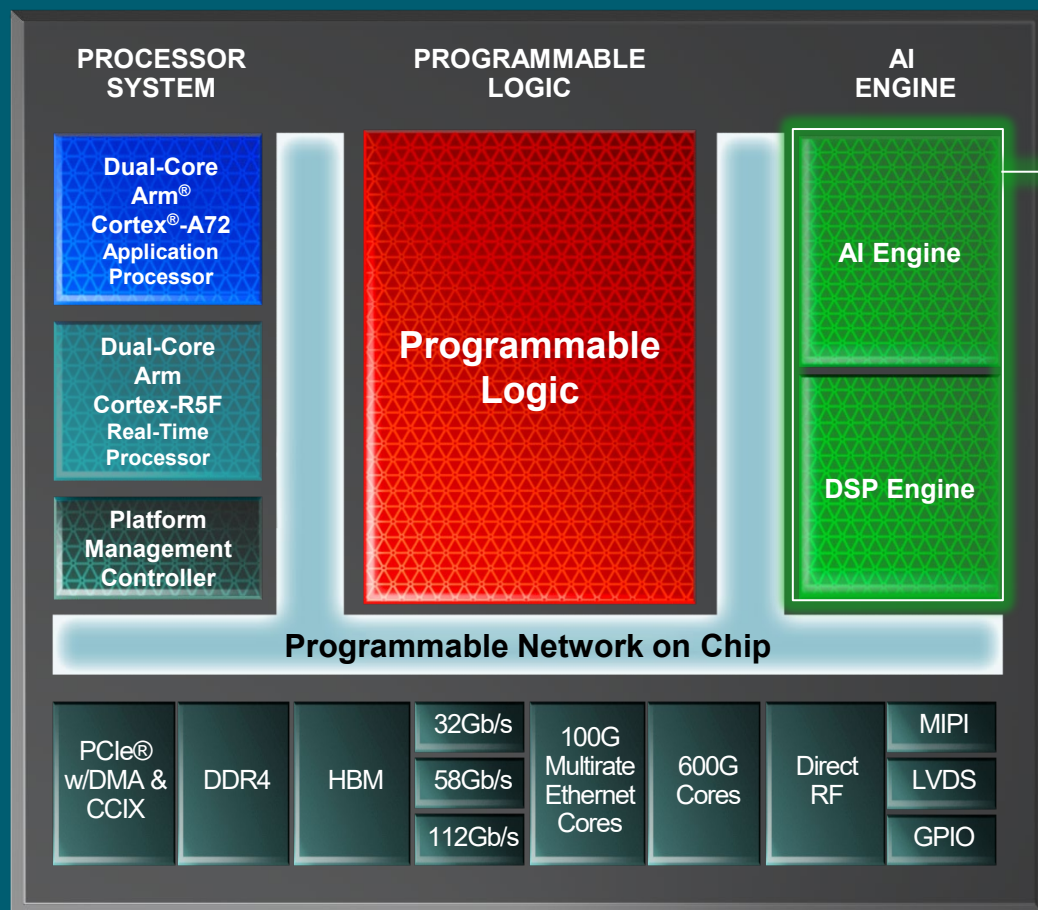 PROCESSOR
SYSTEM
PROGRAMMABLE
LOGIC
AI
ENGINE
Dual-Core
Arm®
Cortex®-A72
Application
Processor
Dual-Core
Arm
Cortex-R5F
Real-Time
Processor
Platform
Management
Controller
Programmable
Logic
AI Engine
DSP Engine
Programmable Network on Chip
PCIe®
w/DMA &
CCIX
DDR4
HBM
32Gb/s
58Gb/s
112Gb/s
100G
Multirate
Ethernet
Cores
600G
Cores
Direct
RF
MIPI
LVDS
GPIO